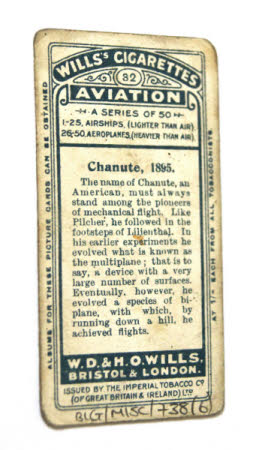 WILLS'S CIGARETTES
32
AVIATION
A SERIES OF 50
1-25, AIRSHIPS, (LIGHTER THAN AIR)
26-50, AEROPLANES, (HEAVIER THAN AIR)
Chanute, 1895.
The name of Chanute, an
American, must always
stand among the pioneers
of mechanical flight. Like
Pilcher, he followed in the
footsteps of Lilienthal. In
his earlier experiments he
evolved what is known as
the multiplane; that is to
say, a device with a very
large number of surfaces.
Eventually, however, he
evolved a species of bi-
plane, with which, by
running down a hill, he
achieved flights.
W.D.& H.O.WILLS.
BRISTOL & LONDON.
ISSUED BY THE IMPERIAL TOBACCO Co
(OF GREAT BRITAIN & IRELAND) LTD
ALBUMS FOR THESE PICTURE CARDS CAN BE OBTAINED
AT 1/- EACH FROM ALL TOBACCONISTS.
BIG/MISC/738(6)